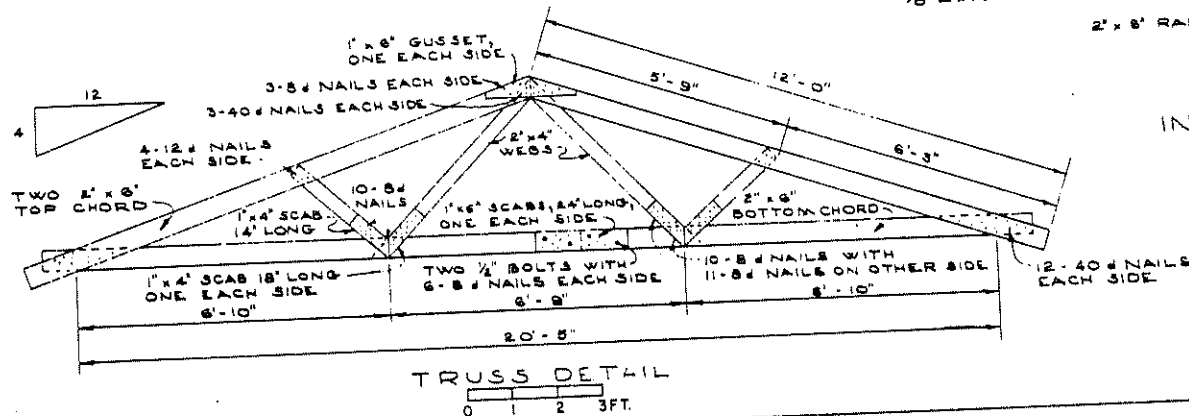 2" x 8" RA
1" x 6" GUSSET,
ONE EACH SIDE
3-8d NAILS EACH SIDE
3-40d NAILS EACH SIDE
12
4
5'-9"
12'-0"
6'-3"
IN
4-12d NAILS
EACH SIDE
2" x 4"
WEBS
TWO 2" x 6"
TOP CHORD
10-8d
NAILS
1" x 4" SCAB
14" LONG
1" x 6" SCABS, 24" LONG,
ONE EACH SIDE
2" x 6"
BOTTOM CHORD
1" x 4" SCAB 18" LONG
ONE EACH SIDE
TWO 1/2" BOLTS WITH
6-8d NAILS EACH SIDE
10-8d NAILS WITH
11-8d NAILS ON OTHER SIDE
12-40d NAILS
EACH SIDE
6'-10"
6'-9"
6'-10"
20'-5"
TRUSS DETAIL
0 1 2 3FT.